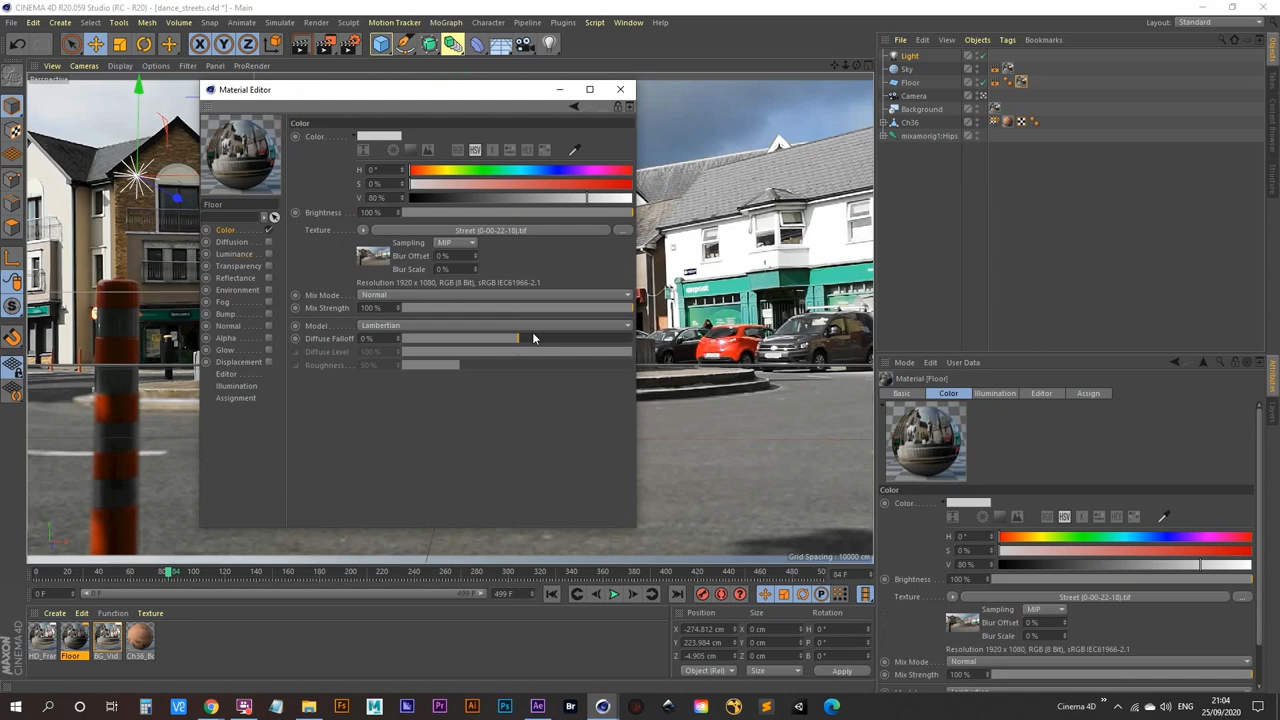 CINEMA 4D R20.059 Studio (RC - R20) - [dance_streets.c4d *] - Main
File Edit Create Select Tools Mesh Volume Snap Animate Simulate Render Sculpt Motion Tracker MoGraph Character Pipeline Plugins Script Window Help
Layout: Standard
File Edit View Objects Tags Bookmarks
View Cameras Display Options Filter Panel ProRender
Perspective
Light
Sky
Floor
Camera
Background
Ch36
mixamorig1:Hips
Objects
Takes
Content Browser
Structure
Material Editor
Color
Color
H 0 °
S 0 %
V 80 %
Floor
Brightness 100 %
Texture Street (0-00-22-18).tif ...
Sampling MIP
Blur Offset 0 %
Blur Scale 0 %
Resolution 1920 x 1080, RGB (8 Bit), sRGB IEC61966-2.1
Mix Mode Normal
Mix Strength 100 %
Model Lambertian
Diffuse Falloff 0 %
Diffuse Level 100 %
Roughness 50 %
Color
Diffusion
Luminance
Transparency
Reflectance
Environment
Fog
Bump
Normal
Alpha
Glow
Displacement
Editor
Illumination
Assignment
Grid Spacing : 10000 cm
Mode Edit User Data
Material [Floor]
Basic Color Illumination Editor Assign
Attributes
Layers
Color
Color
H 0 °
S 0 %
V 80 %
Brightness 100 %
Texture Street (0-00-22-18).tif ...
Sampling MIP
Blur Offset 0 %
Blur Scale 0 %
Resolution 1920 x 1080, RGB (8 Bit), sRGB IEC61966-2.1
Mix Mode Normal
Mix Strength 100 %
0 20 40 60 84 100 120 140 160 180 200 220 240 260 280 300 320 340 360 380 400 420 440 460 480 50
84 F
0 F 0 F 499 F 499 F
Create Edit Function Texture
HD_Fran Floor BG_Vid Ch36_Bo
Position Size Rotation
X -274.812 cm X 0 cm H 0 °
Y 223.984 cm Y 0 cm P 0 °
Z -4.905 cm Z 0 cm B 0 °
Object (Rel) Size Apply
MAXON CINEMA 4D
Cinema 4D
ENG
21:04
25/09/2020